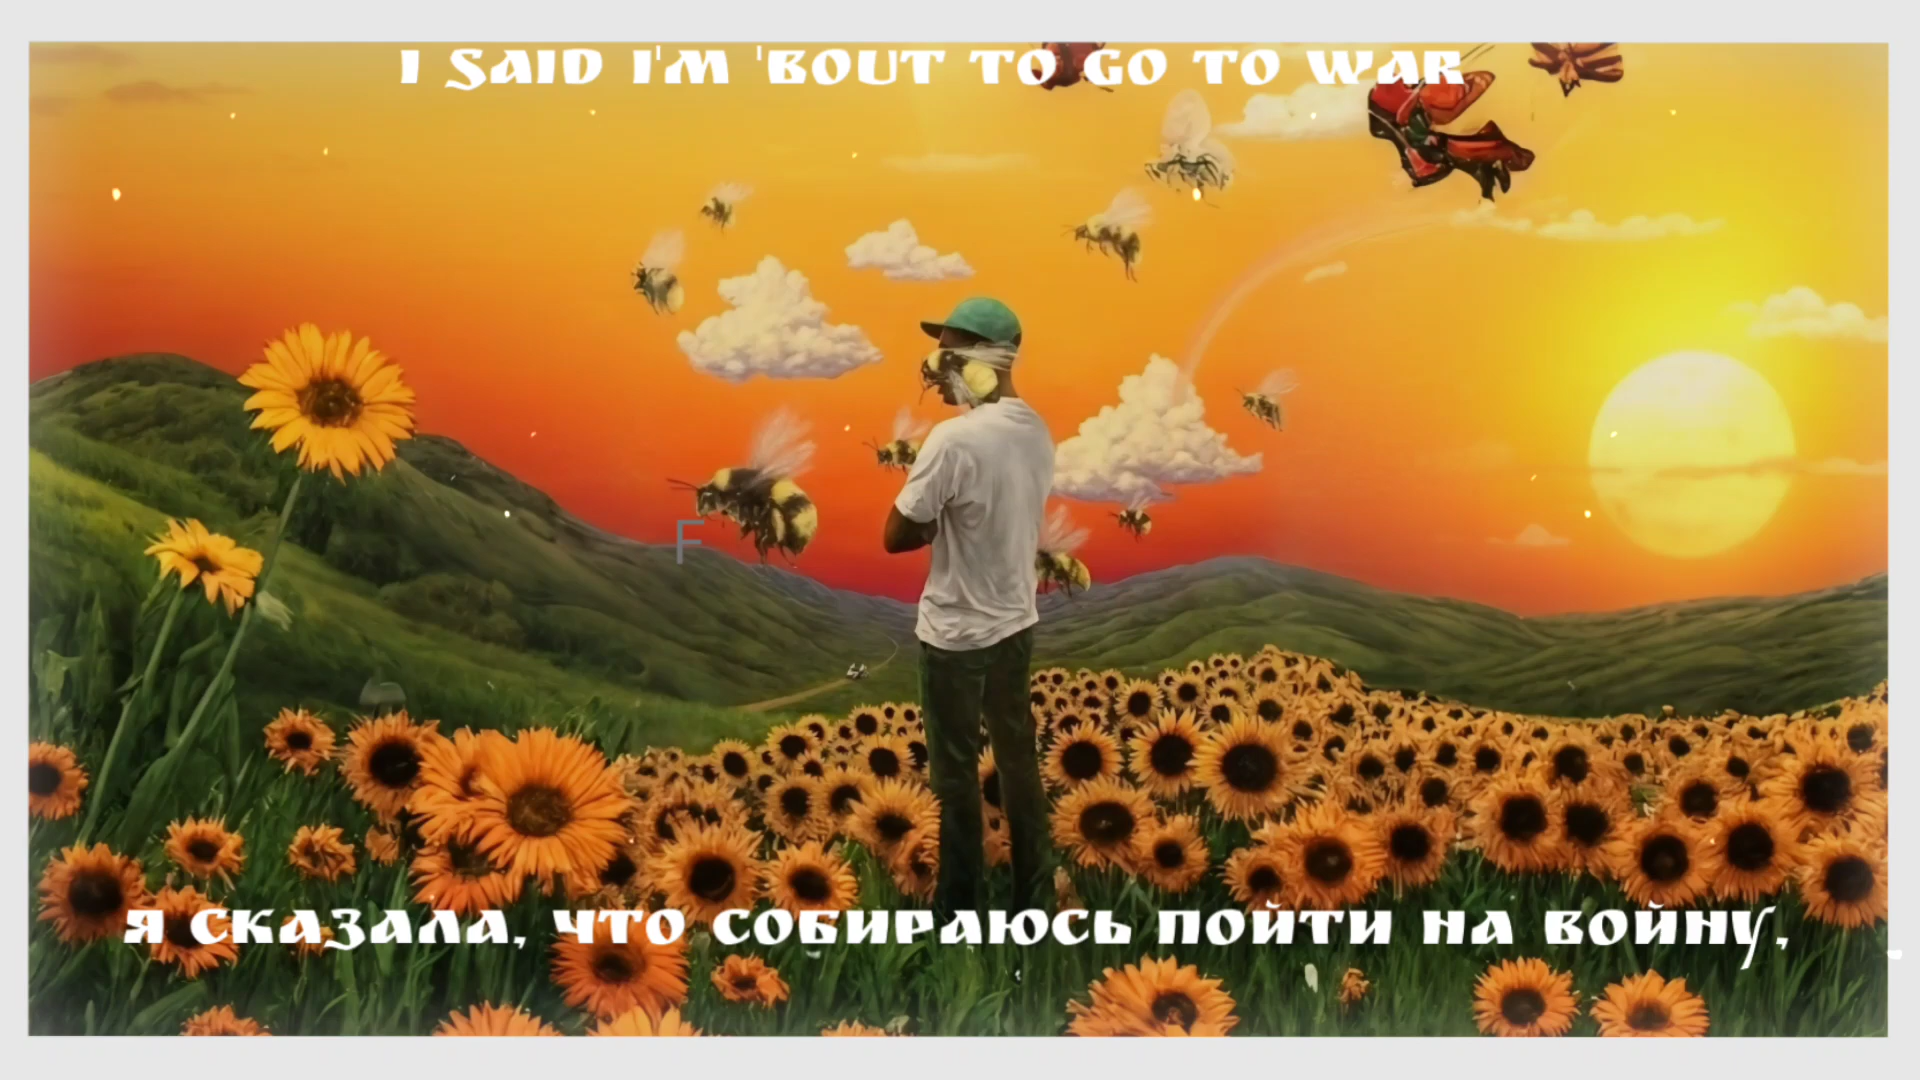 I SAID I'M 'BOUT TO GO TO WAR
F
Я СКАЗАЛА, ЧТО СОБИРАЮСЬ ПОЙТИ НА ВОЙНУ,